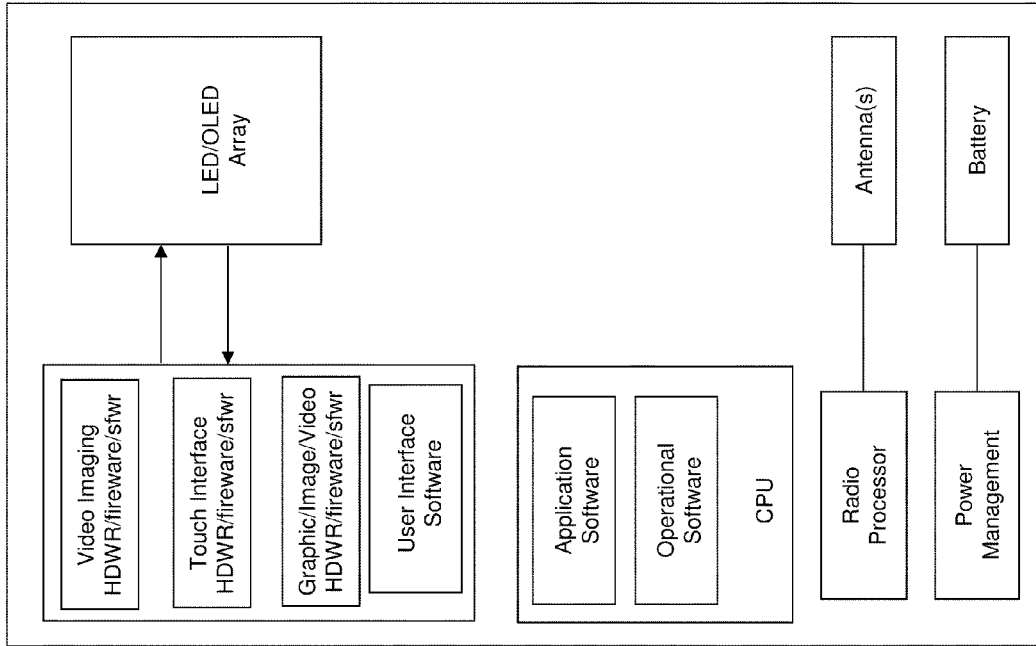 Video Imaging
HDWR/fireware/sfwr
Touch Interface
HDWR/fireware/sfwr
Graphic/Image/Video
HDWR/fireware/sfwr
User Interface
Software
LED/OLED
Array
Application
Software
Operational
Software
CPU
Radio
Processor
Antenna(s)
Power
Management
Battery